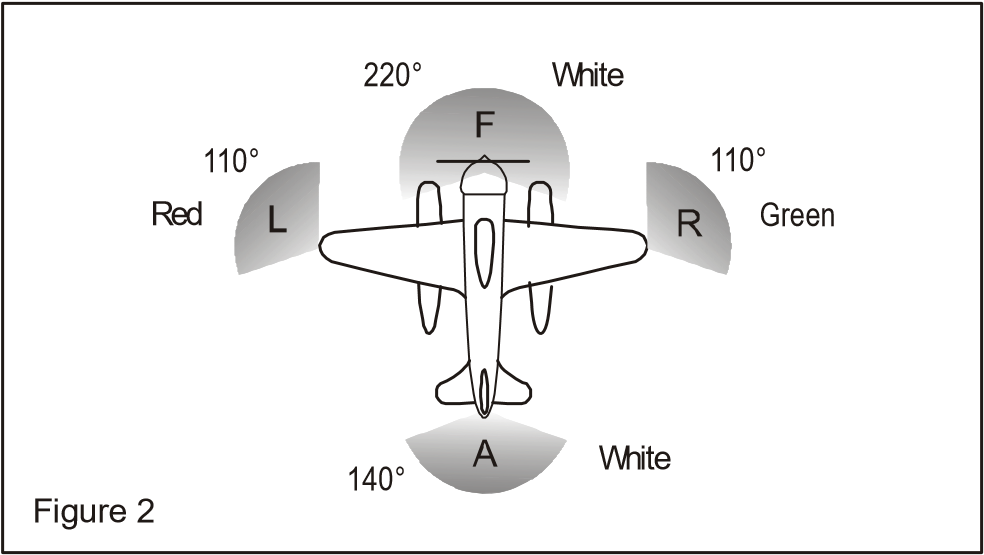 220° White
F
110° 110°
Red L R Green
A White
140°
Figure 2